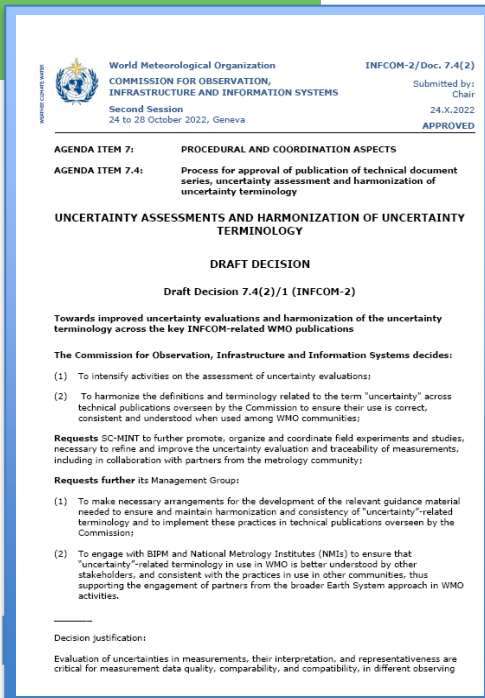 World Meteorological Organization
INFCOM-2/Doc. 7.4(2)
COMMISSION FOR OBSERVATION,
INFRASTRUCTURE AND INFORMATION SYSTEMS
Submitted by:
Chair
Second Session
24 to 28 October 2022, Geneva
24.X.2022
APPROVED
WEATHER CLIMATE WATER
AGENDA ITEM 7: PROCEDURAL AND COORDINATION ASPECTS
AGENDA ITEM 7.4: Process for approval of publication of technical document
series, uncertainty assessment and harmonization of
uncertainty terminology
UNCERTAINTY ASSESSMENTS AND HARMONIZATION OF UNCERTAINTY
TERMINOLOGY
DRAFT DECISION
Draft Decision 7.4(2)/1 (INFCOM-2)
Towards improved uncertainty evaluations and harmonization of the uncertainty
terminology across the key INFCOM-related WMO publications
The Commission for Observation, Infrastructure and Information Systems decides:
(1) To intensify activities on the assessment of uncertainty evaluations;
(2) To harmonize the definitions and terminology related to the term "uncertainty" across
technical publications overseen by the Commission to ensure their use is correct,
consistent and understood when used among WMO communities;
Requests SC-MINT to further promote, organize and coordinate field experiments and studies,
necessary to refine and improve the uncertainty evaluation and traceability of measurements,
including in collaboration with partners from the metrology community;
Requests further its Management Group:
(1) To make necessary arrangements for the development of the relevant guidance material
needed to ensure and maintain harmonization and consistency of "uncertainty"-related
terminology and to implement these practices in technical publications overseen by the
Commission;
(2) To engage with BIPM and National Metrology Institutes (NMIs) to ensure that
"uncertainty"-related terminology in use in WMO is better understood by other
stakeholders, and consistent with the practices in use in other communities, thus
supporting the engagement of partners from the broader Earth System approach in WMO
activities.
Decision justification:
Evaluation of uncertainties in measurements, their interpretation, and representativeness are
critical for measurement data quality, comparability, and compatibility, in different observing